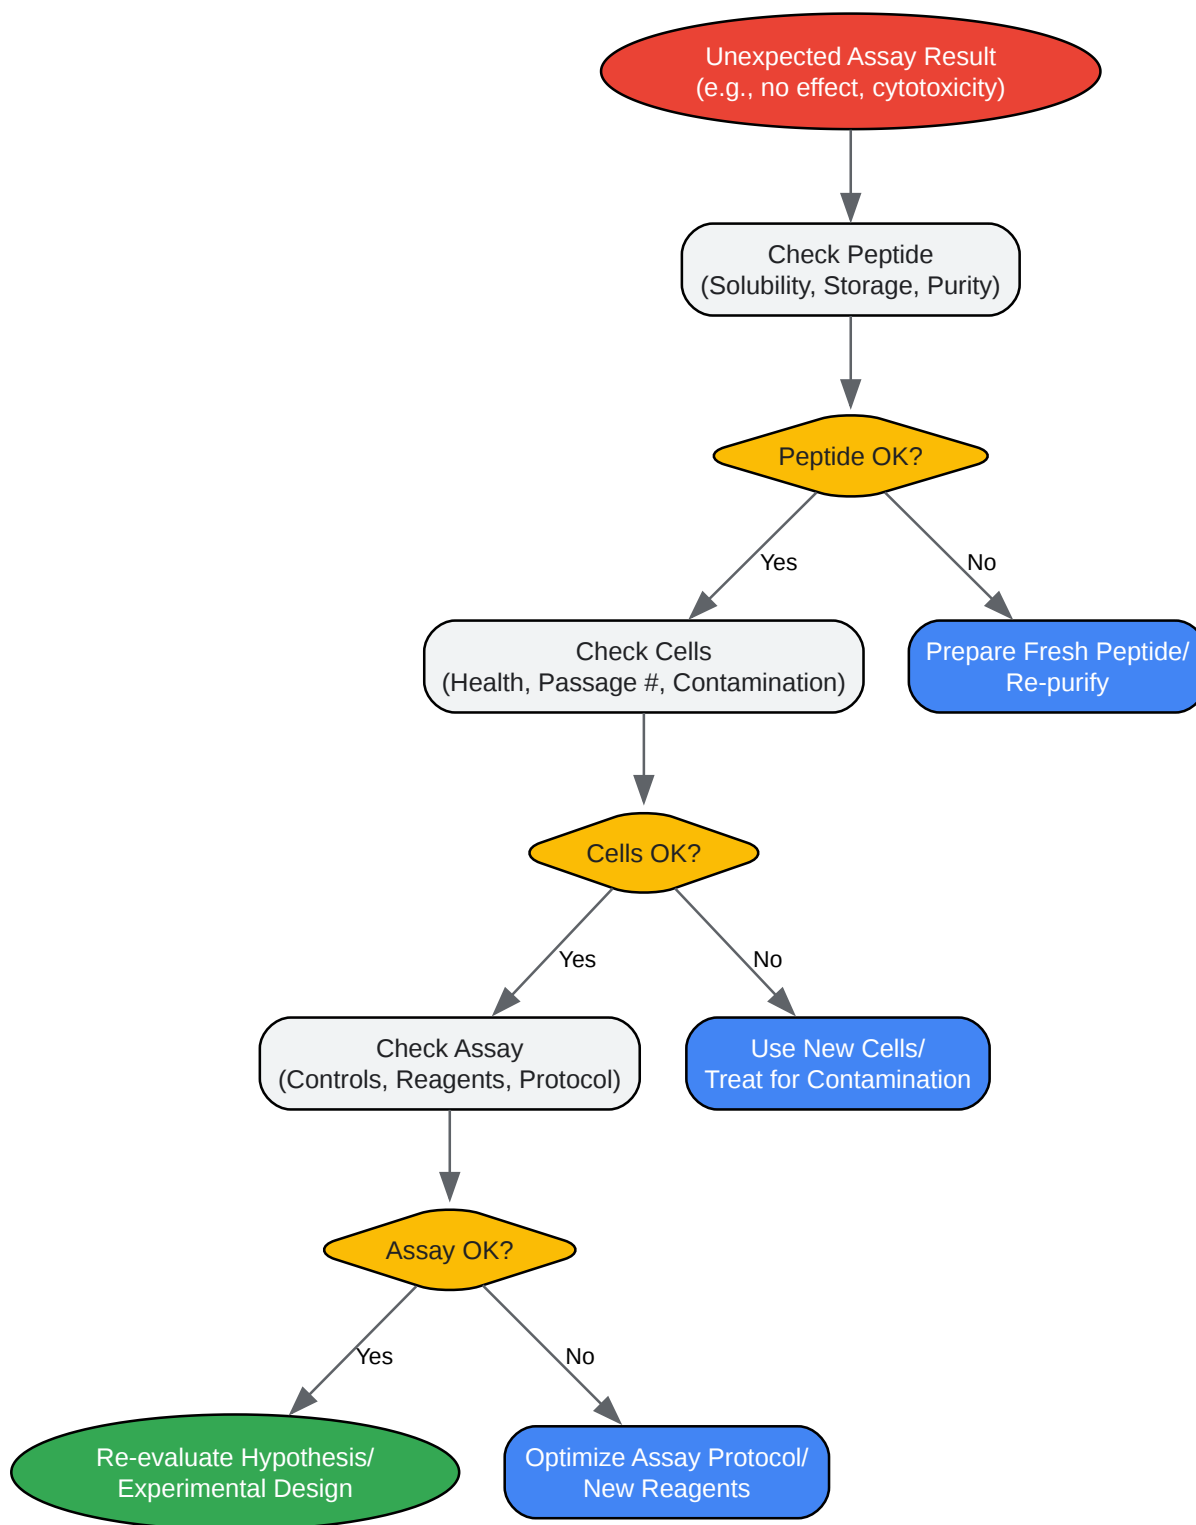 Unexpected Assay Result
(e.g., no effect, cytotoxicity)
Check Peptide
(Solubility, Storage, Purity)
Peptide OK?
Yes
No
Check Cells
(Health, Passage #, Contamination)
Prepare Fresh Peptide/
Re-purify
Cells OK?
Yes
No
Check Assay
(Controls, Reagents, Protocol)
Use New Cells/
Treat for Contamination
Assay OK?
Yes
No
Re-evaluate Hypothesis/
Experimental Design
Optimize Assay Protocol/
New Reagents